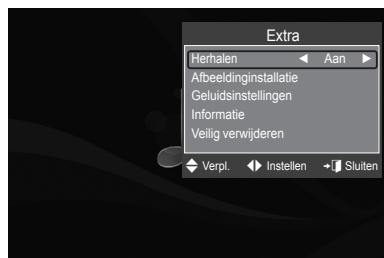 Extra
Herhalen ◀ Aan ▶
Afbeeldinginstallatie
Geluidsinstellingen
Informatie
Veilig verwijderen
Verpl. Instellen Sluiten